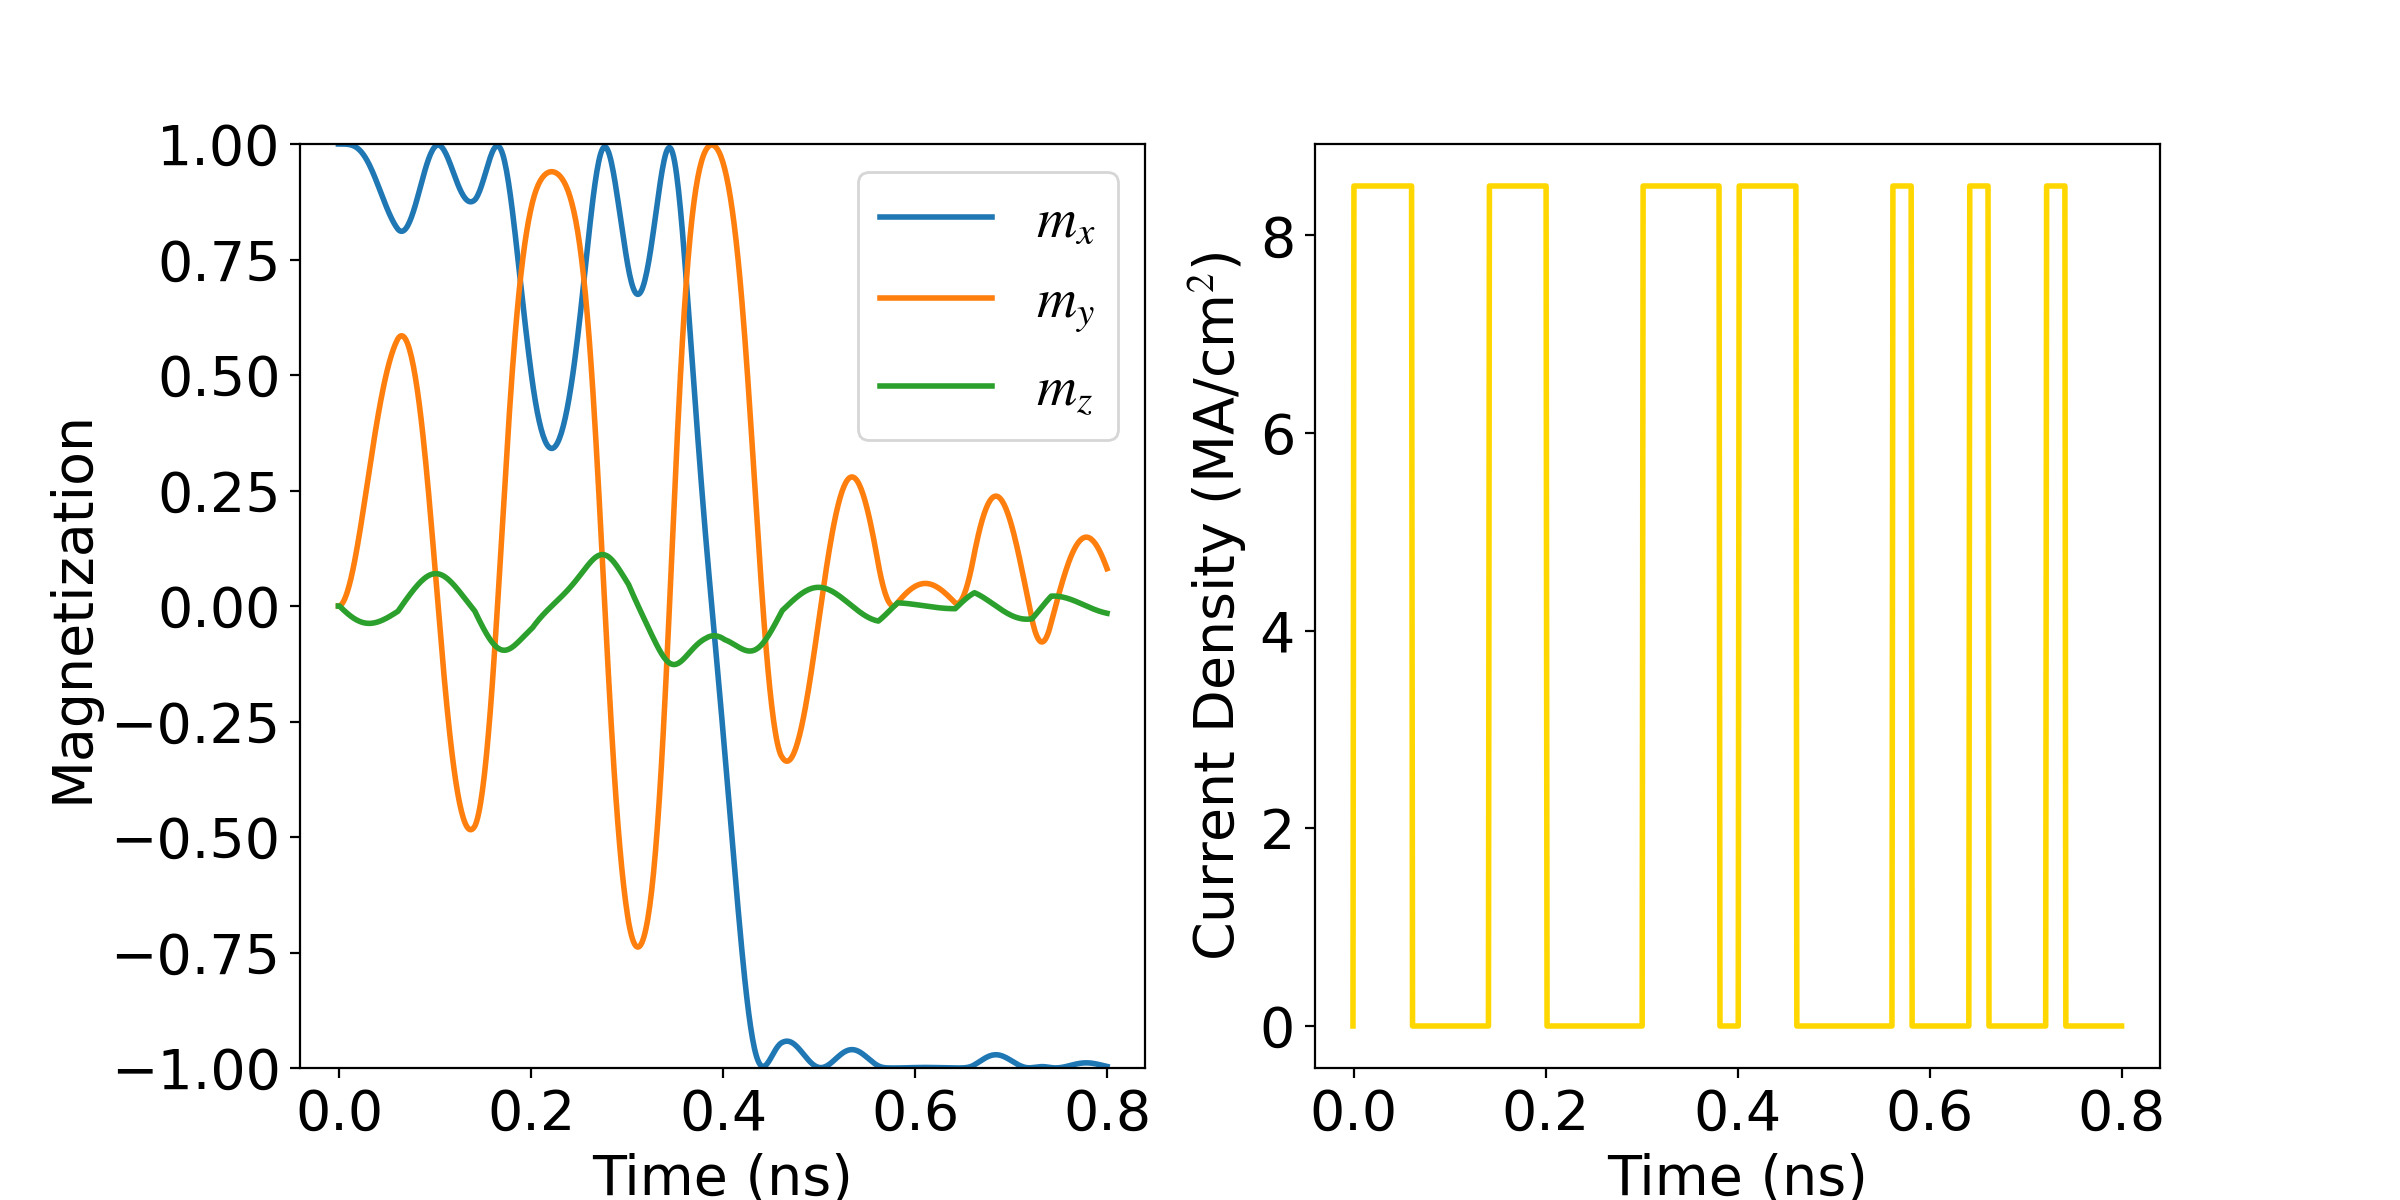 Magnetization
1.00
0.75
0.50
0.25
0.00
−0.25
−0.50
−0.75
−1.00
0.0 0.2 0.4 0.6 0.8
Time (ns)
m_x
m_y
m_z
Current Density (MA/cm²)
8
6
4
2
0
0.0 0.2 0.4 0.6 0.8
Time (ns)